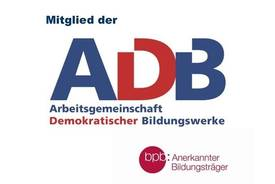 Mitglied der
ADB
Arbeitsgemeinschaft
Demokratischer Bildungswerke
bpb: Anerkannter
Bildungsträger